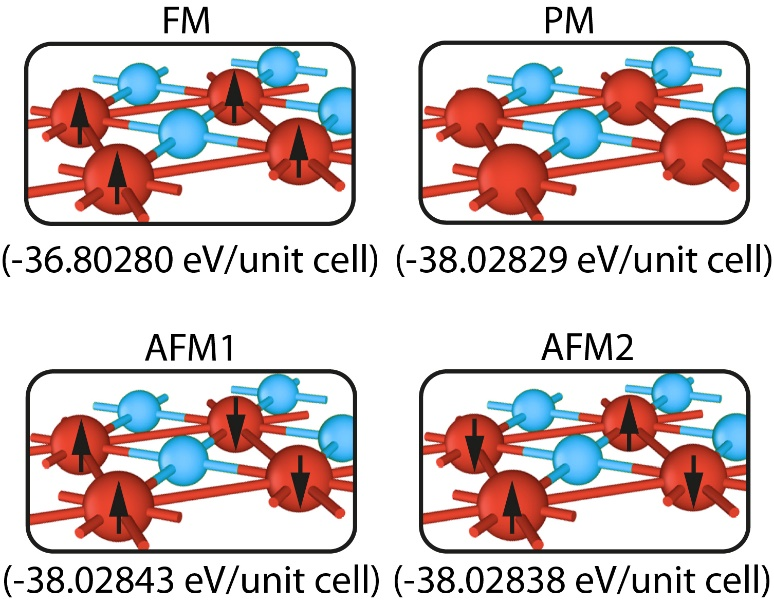 FM
PM
(-36.80280 eV/unit cell)
(-38.02829 eV/unit cell)
AFM1
AFM2
(-38.02843 eV/unit cell)
(-38.02838 eV/unit cell)